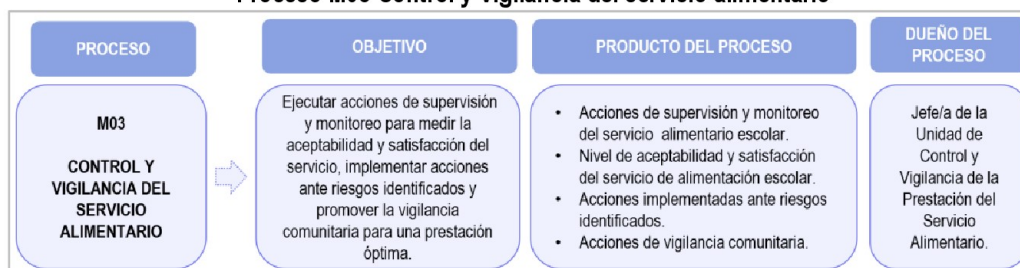 Proceso M03 Control y Vigilancia del servicio alimentario
PROCESO
M03
CONTROL Y
VIGILANCIA DEL
SERVICIO
ALIMENTARIO
OBJETIVO
Ejecutar acciones de supervisión
y monitoreo para medir la
aceptabilidad y satisfacción del
servicio, implementar acciones
ante riesgos identificados y
promover la vigilancia
comunitaria para una prestación
óptima.
PRODUCTO DEL PROCESO
• Acciones de supervisión y monitoreo
del servicio alimentario escolar.
• Nivel de aceptabilidad y satisfacción
del servicio de alimentación escolar.
• Acciones implementadas ante riesgos
identificados.
• Acciones de vigilancia comunitaria.
DUEÑO DEL
PROCESO
Jefe/a de la
Unidad de
Control y
Vigilancia de la
Prestación del
Servicio
Alimentario.